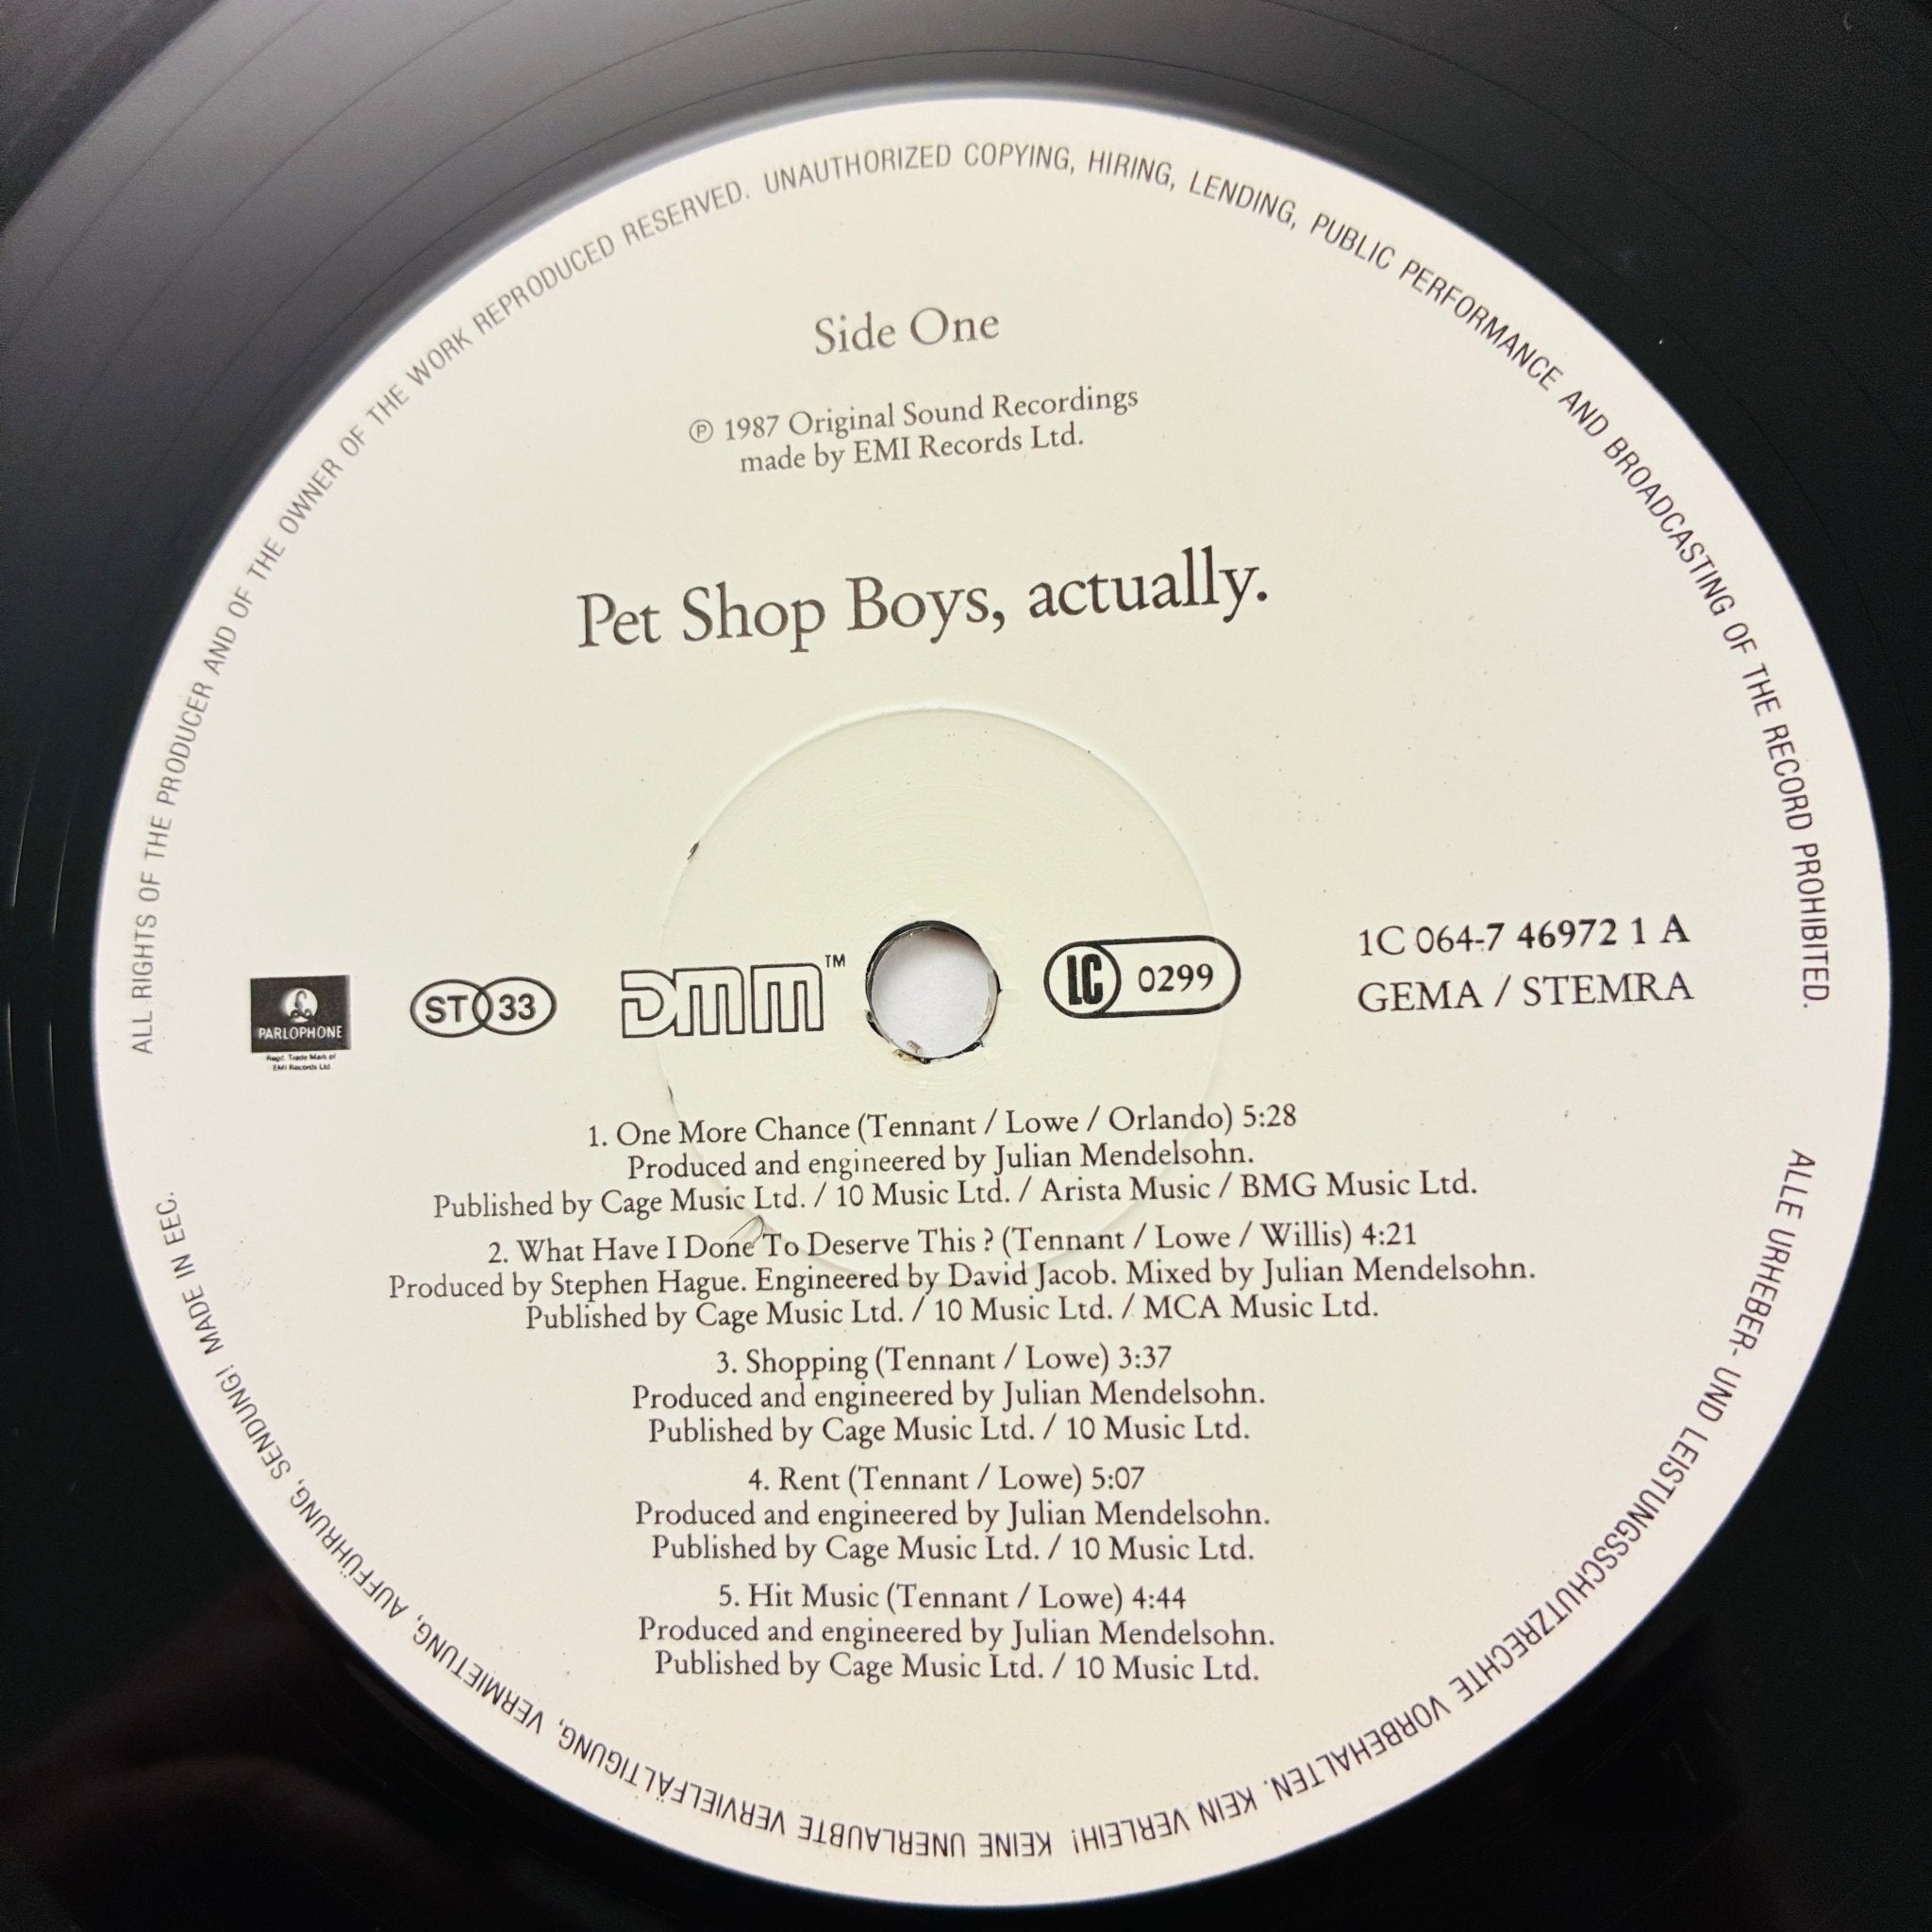 ALL RIGHTS OF THE PRODUCER AND OF THE OWNER OF THE WORK REPRODUCED RESERVED. UNAUTHORIZED COPYING, HIRING, LENDING, PUBLIC PERFORMANCE AND BROADCASTING OF THE RECORD PROHIBITED.
Side One
℗ 1987 Original Sound Recordings
made by EMI Records Ltd.
Pet Shop Boys, actually.
PARLOPHONE
Regd. Trade Mark of
EMI Records Ltd.
ST 33
DMM™
LC 0299
1C 064-7 46972 1 A
GEMA / STEMRA
1. One More Chance (Tennant / Lowe / Orlando) 5:28
Produced and engineered by Julian Mendelsohn.
Published by Cage Music Ltd. / 10 Music Ltd. / Arista Music / BMG Music Ltd.
2. What Have I Done To Deserve This ? (Tennant / Lowe / Willis) 4:21
Produced by Stephen Hague. Engineered by David Jacob. Mixed by Julian Mendelsohn.
Published by Cage Music Ltd. / 10 Music Ltd. / MCA Music Ltd.
3. Shopping (Tennant / Lowe) 3:37
Produced and engineered by Julian Mendelsohn.
Published by Cage Music Ltd. / 10 Music Ltd.
4. Rent (Tennant / Lowe) 5:07
Produced and engineered by Julian Mendelsohn.
Published by Cage Music Ltd. / 10 Music Ltd.
5. Hit Music (Tennant / Lowe) 4:44
Produced and engineered by Julian Mendelsohn.
Published by Cage Music Ltd. / 10 Music Ltd.
ALLE URHEBER- UND LEISTUNGSSCHUTZRECHTE VORBEHALTEN. KEIN VERLEIH! KEINE UNERLAUBTE VERVIELFÄLTIGUNG, VERMIETUNG, AUFFÜHRUNG, SENDUNG! MADE IN EEC.